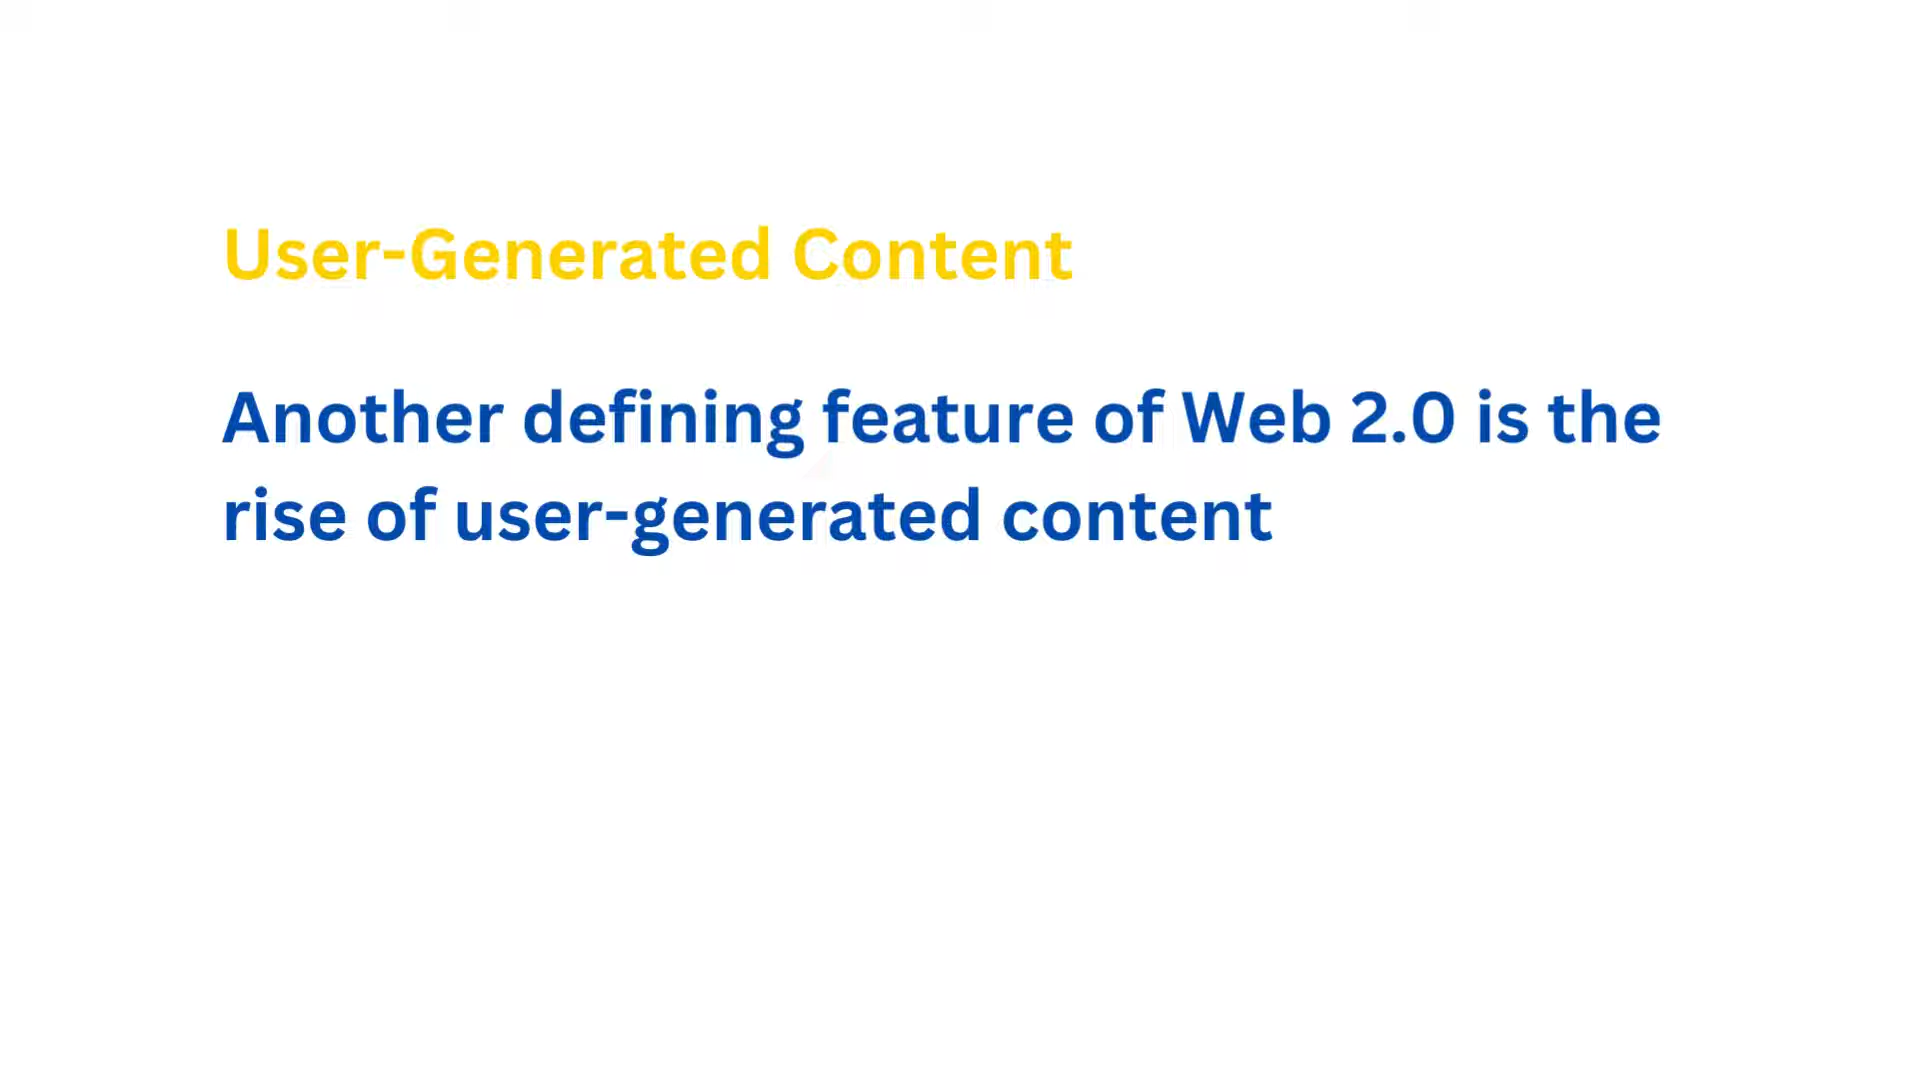 User-Generated Content
Another defining feature of Web 2.0 is the
rise of user-generated content